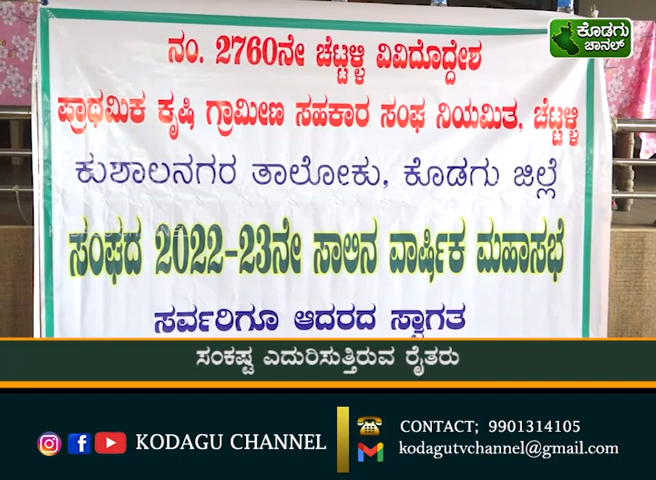 ಕೊಡಗು
ಚಾನಲ್
ನಂ. 2760ನೇ ಚೆಟ್ಟಳ್ಳಿ ವಿವಿದೊದ್ದೇಶ
ಪ್ರಾಥಮಿಕ ಕೃಷಿ ಗ್ರಾಮೀಣ ಸಹಕಾರ ಸಂಘ ನಿಯಮಿತ, ಚೆಟ್ಟಳ್ಳಿ
ಕುಶಾಲನಗರ ತಾಲೋಕು, ಕೊಡಗು ಜಿಲ್ಲೆ
ಸಂಘದ 2022-23ನೇ ಸಾಲಿನ ವಾರ್ಷಿಕ ಮಹಾಸಭೆ
ಸರ್ವರಿಗೂ ಆದರದ ಸ್ವಾಗತ
ಸಂಕಷ್ಟ ಎದುರಿಸುತ್ತಿರುವ ರೈತರು
KODAGU CHANNEL
CONTACT; 9901314105
kodagutvchannel@gmail.com